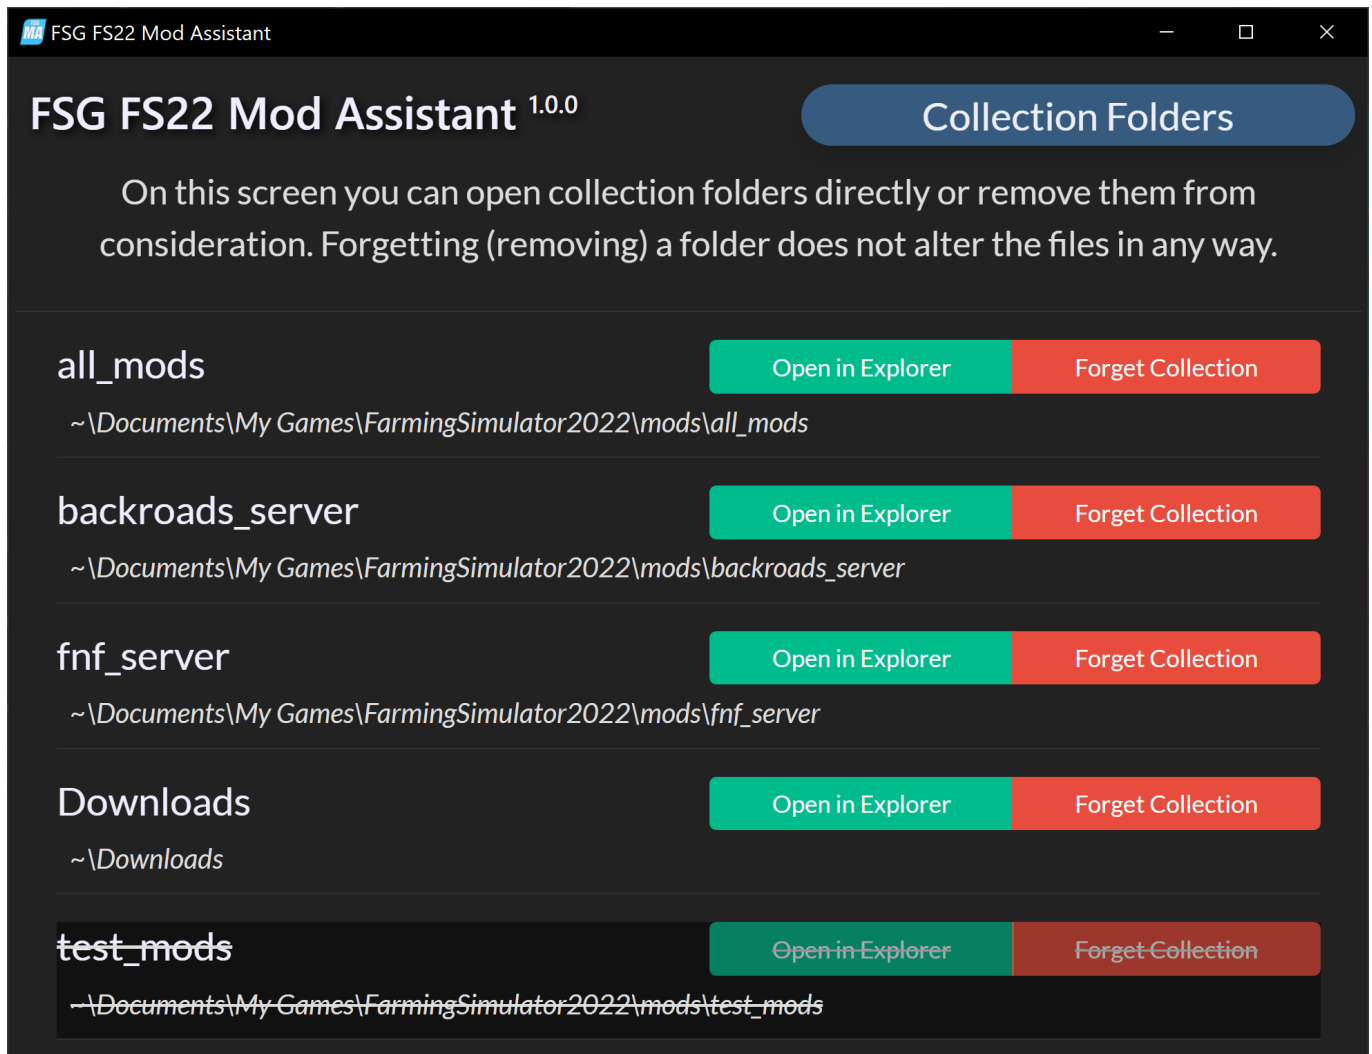 FSG FS22 Mod Assistant
FSG FS22 Mod Assistant 1.0.0
Collection Folders
On this screen you can open collection folders directly or remove them from
consideration. Forgetting (removing) a folder does not alter the files in any way.
all_mods
Open in Explorer
Forget Collection
~\Documents\My Games\FarmingSimulator2022\mods\all_mods
backroads_server
Open in Explorer
Forget Collection
~\Documents\My Games\FarmingSimulator2022\mods\backroads_server
fnf_server
Open in Explorer
Forget Collection
~\Documents\My Games\FarmingSimulator2022\mods\fnf_server
Downloads
Open in Explorer
Forget Collection
~\Downloads
test_mods
Open in Explorer
Forget Collection
~\Documents\My Games\FarmingSimulator2022\mods\test_mods